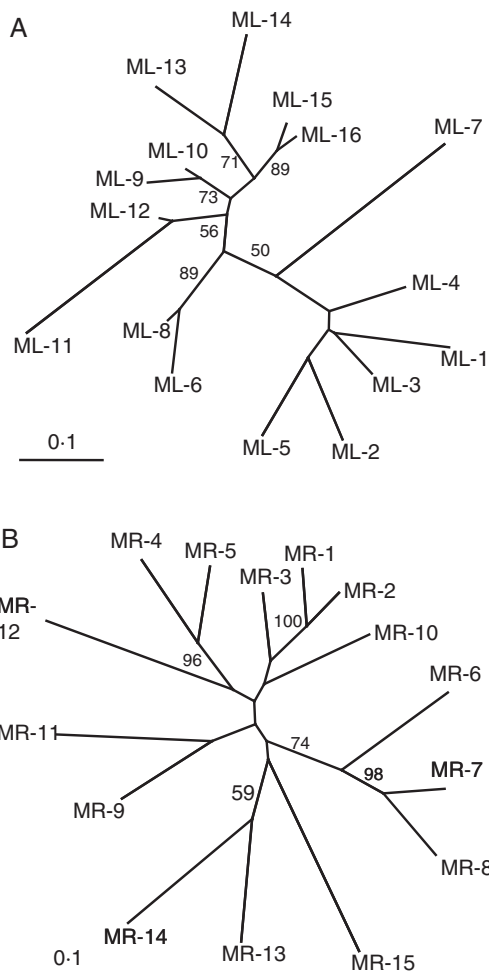 A
ML-14
ML-13
ML-15
ML-16
ML-7
71
89
ML-10
ML-9
73
ML-12
56
50
89
ML-4
ML-8
ML-11
ML-1
ML-6
ML-3
ML-5
ML-2
0·1
B
MR-4
MR-5
MR-1
MR-3
MR-2
MR-
12
100
MR-10
96
MR-6
MR-11
74
98
MR-7
59
MR-9
MR-8
MR-14
MR-13
MR-15
0·1